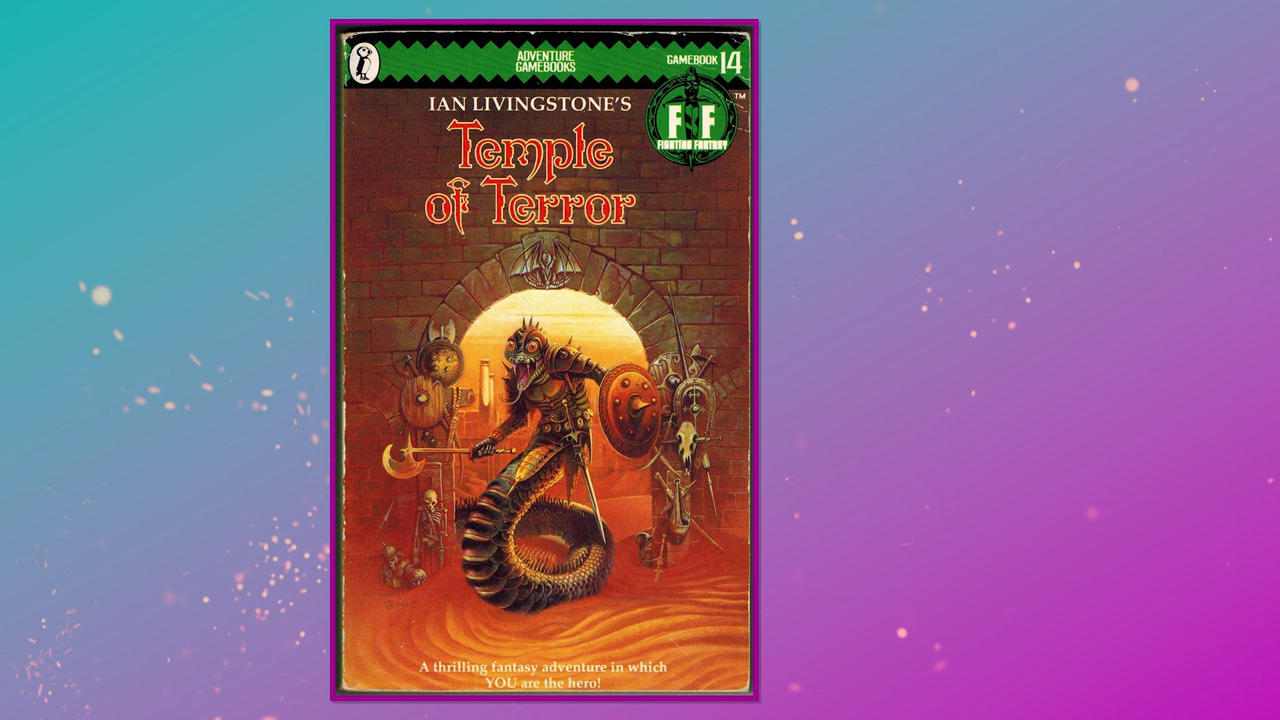 ADVENTURE
GAMEBOOKS
GAMEBOOK 14
IAN LIVINGSTONE'S
TM
F F
FIGHTING FANTASY
Temple
of Terror
A thrilling fantasy adventure in which
YOU are the hero!